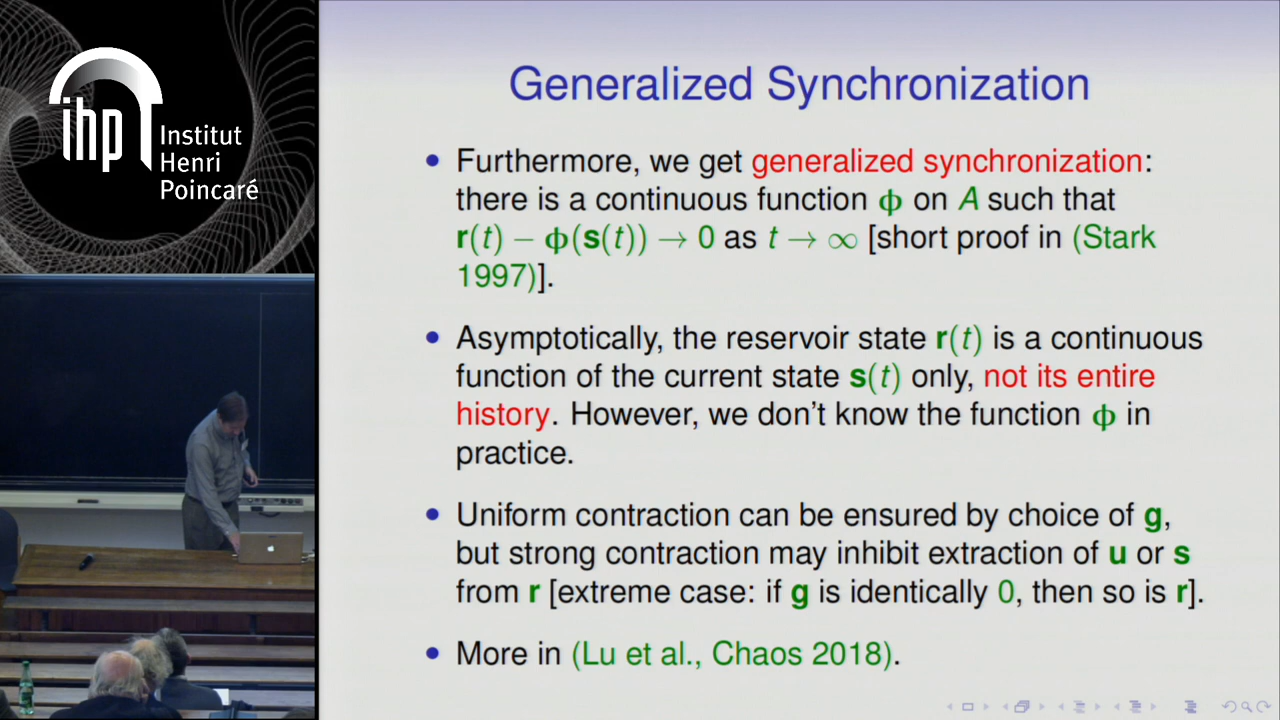 ihp
Institut
Henri
Poincaré
Generalized Synchronization
• Furthermore, we get generalized synchronization:
there is a continuous function ϕ on A such that
r(t) − ϕ(s(t)) → 0 as t → ∞ [short proof in (Stark
1997)].
• Asymptotically, the reservoir state r(t) is a continuous
function of the current state s(t) only, not its entire
history. However, we don't know the function ϕ in
practice.
• Uniform contraction can be ensured by choice of g,
but strong contraction may inhibit extraction of u or s
from r [extreme case: if g is identically 0, then so is r].
• More in (Lu et al., Chaos 2018).